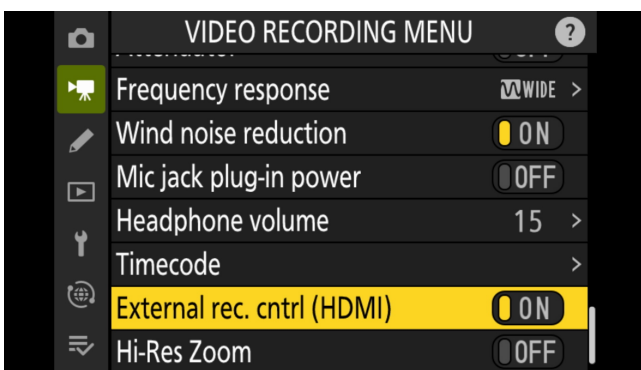 VIDEO RECORDING MENU ?
Frequency response WIDE >
Wind noise reduction ON
Mic jack plug-in power OFF
Headphone volume 15 >
Timecode >
External rec. cntrl (HDMI) ON
Hi-Res Zoom OFF